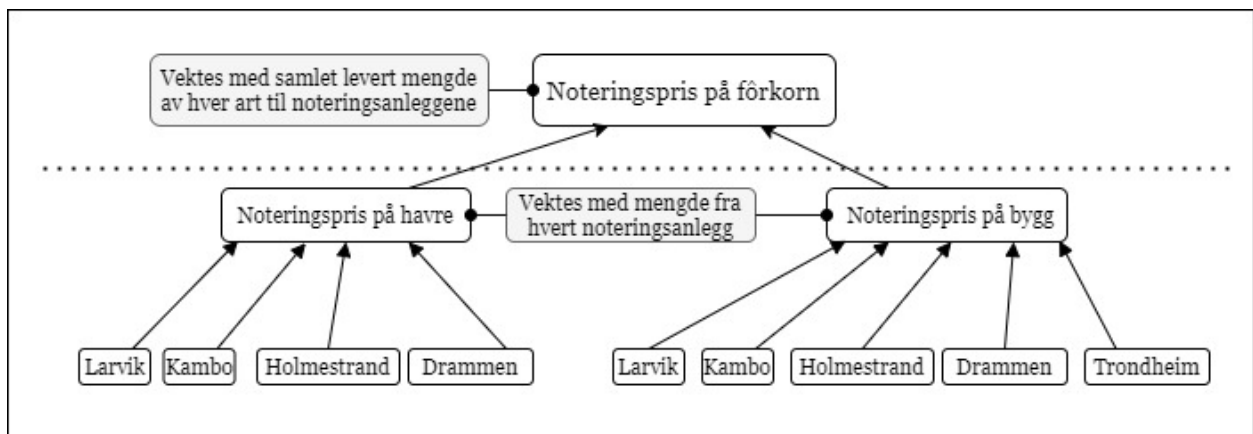 Vektes med samlet levert mengde
av hver art til noteringsanleggene
Noteringspris på fôrkorn
Noteringspris på havre
Vektes med mengde fra
hvert noteringsanlegg
Noteringspris på bygg
Larvik
Kambo
Holmestrand
Drammen
Larvik
Kambo
Holmestrand
Drammen
Trondheim